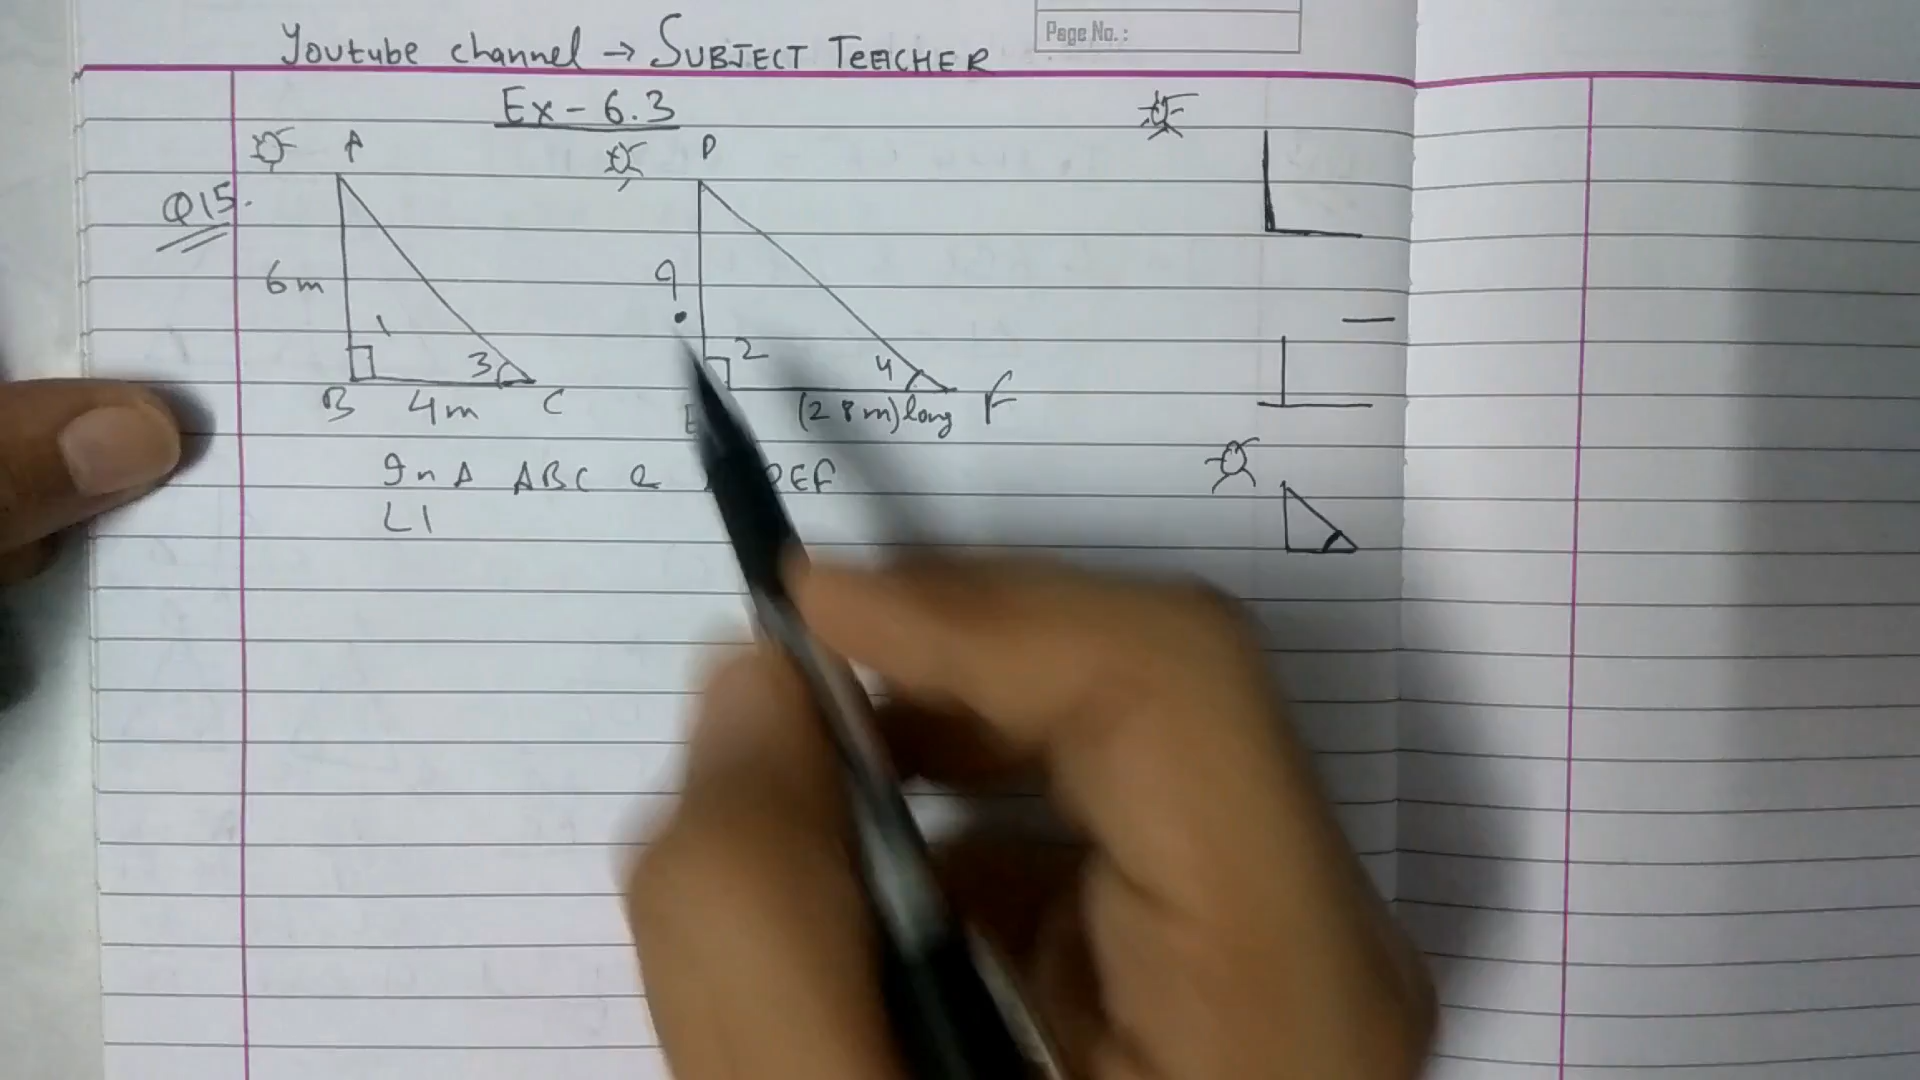 Youtube channel → SUBJECT TEACHER
Page No.:
Ex - 6.3
Q15.
A
D
6m
?
1
2
3
4
B
4m
C
E
(28m) long
F
In Δ ABC & DEF
∠1